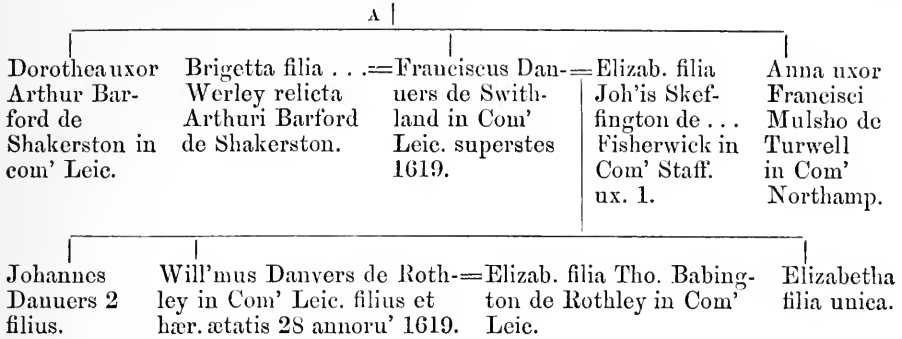 A
Dorothea uxor
Arthur Bar-
ford de
Shakerston in
com' Leic.
Brigetta filia . . .=
Werley relicta
Arthuri Barford
de Shakerston.
Franciscus Dan-=
uers de Swith-
land in Com'
Leic. superstes
1619.
Elizab. filia
Joh'is Skef-
fington de . . .
Fisherwick in
Com' Staff.
ux. 1.
Anna uxor
Francisci
Mulsho de
Turwell
in Com'
Northamp.
Johannes
Danuers 2
filius.
Will'mus Danvers de Roth-=
ley in Com' Leic. filius et
hær. ætatis 28 annoru' 1619.
Elizab. filia Tho. Babing-
ton de Rothley in Com'
Leic.
Elizabetha
filia unica.